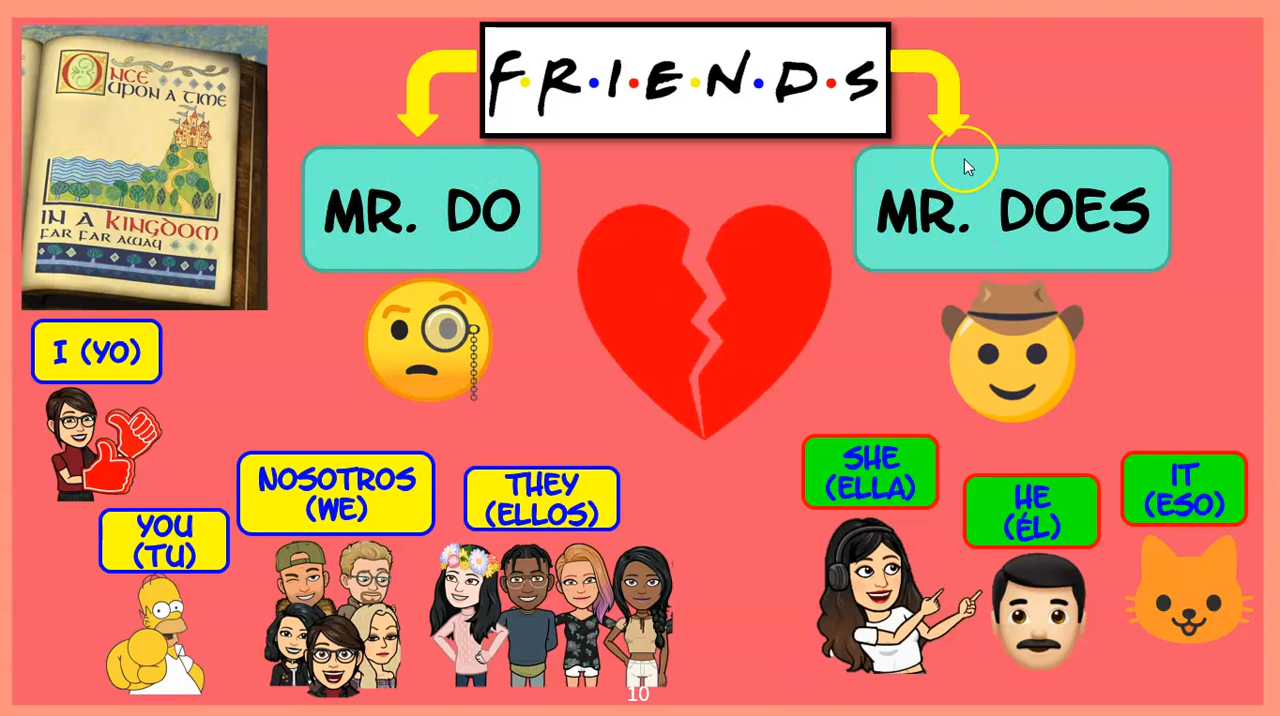 ONCE
UPON A TIME
IN A KINGDOM
FAR FAR AWAY
F•R•I•E•N•D•S
MR. DO
MR. DOES
I (YO)
YOU
(TU)
NOSOTROS
(WE)
THEY
(ELLOS)
SHE
(ELLA)
HE
(ÉL)
IT
(ESO)
10